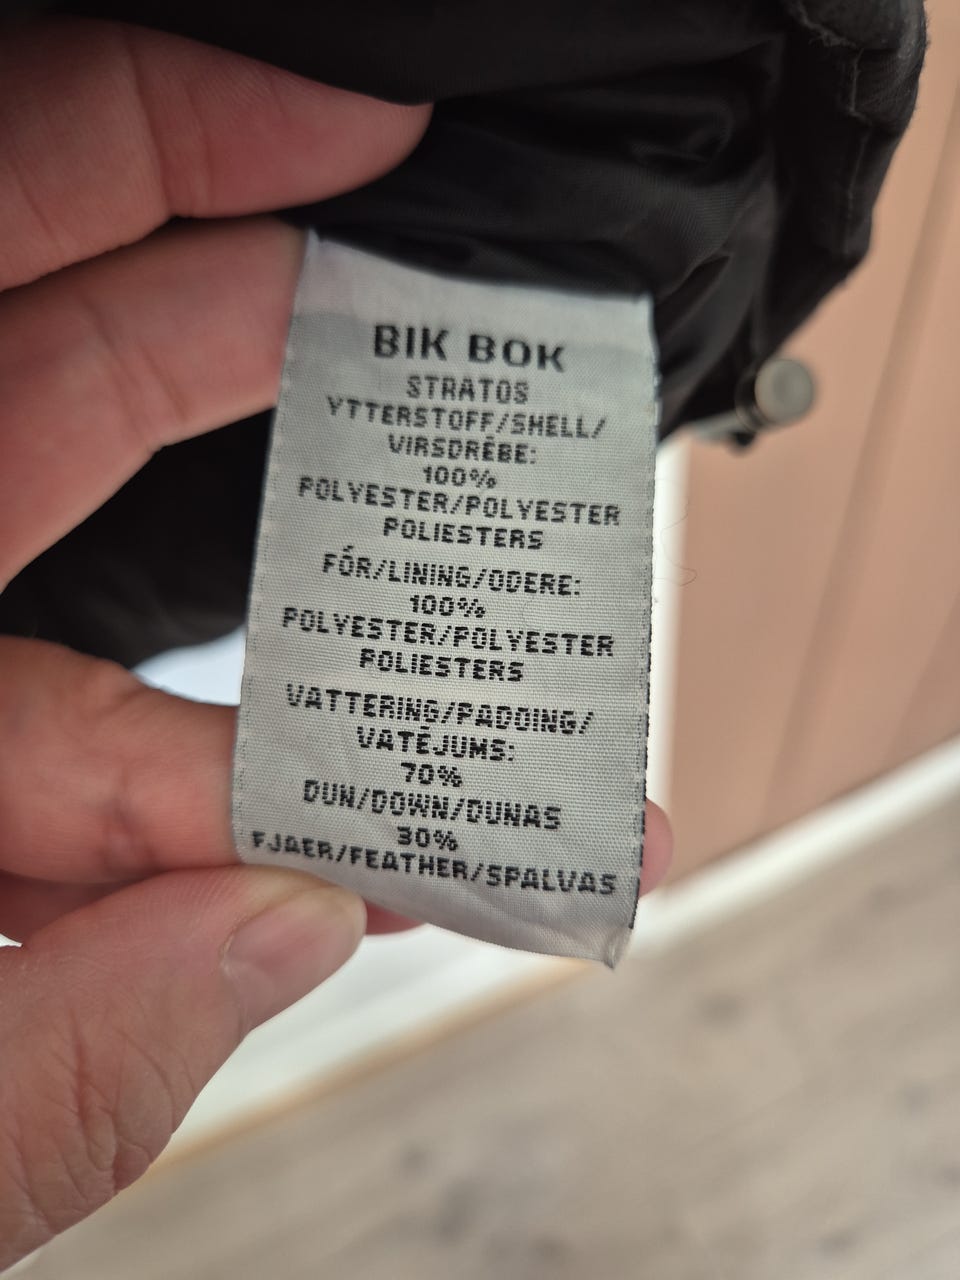 BIK BOK
STRATOS
YTTERSTOFF/SHELL/
VIRSDRĒBE:
100%
POLYESTER/POLYESTER
POLIESTERS
FÓR/LINING/ODERE:
100%
POLYESTER/POLYESTER
POLIESTERS
VATTERING/PADDING/
VATĒJUMS:
70%
DUN/DOWN/DUNAS
30%
FJAER/FEATHER/SPALVAS